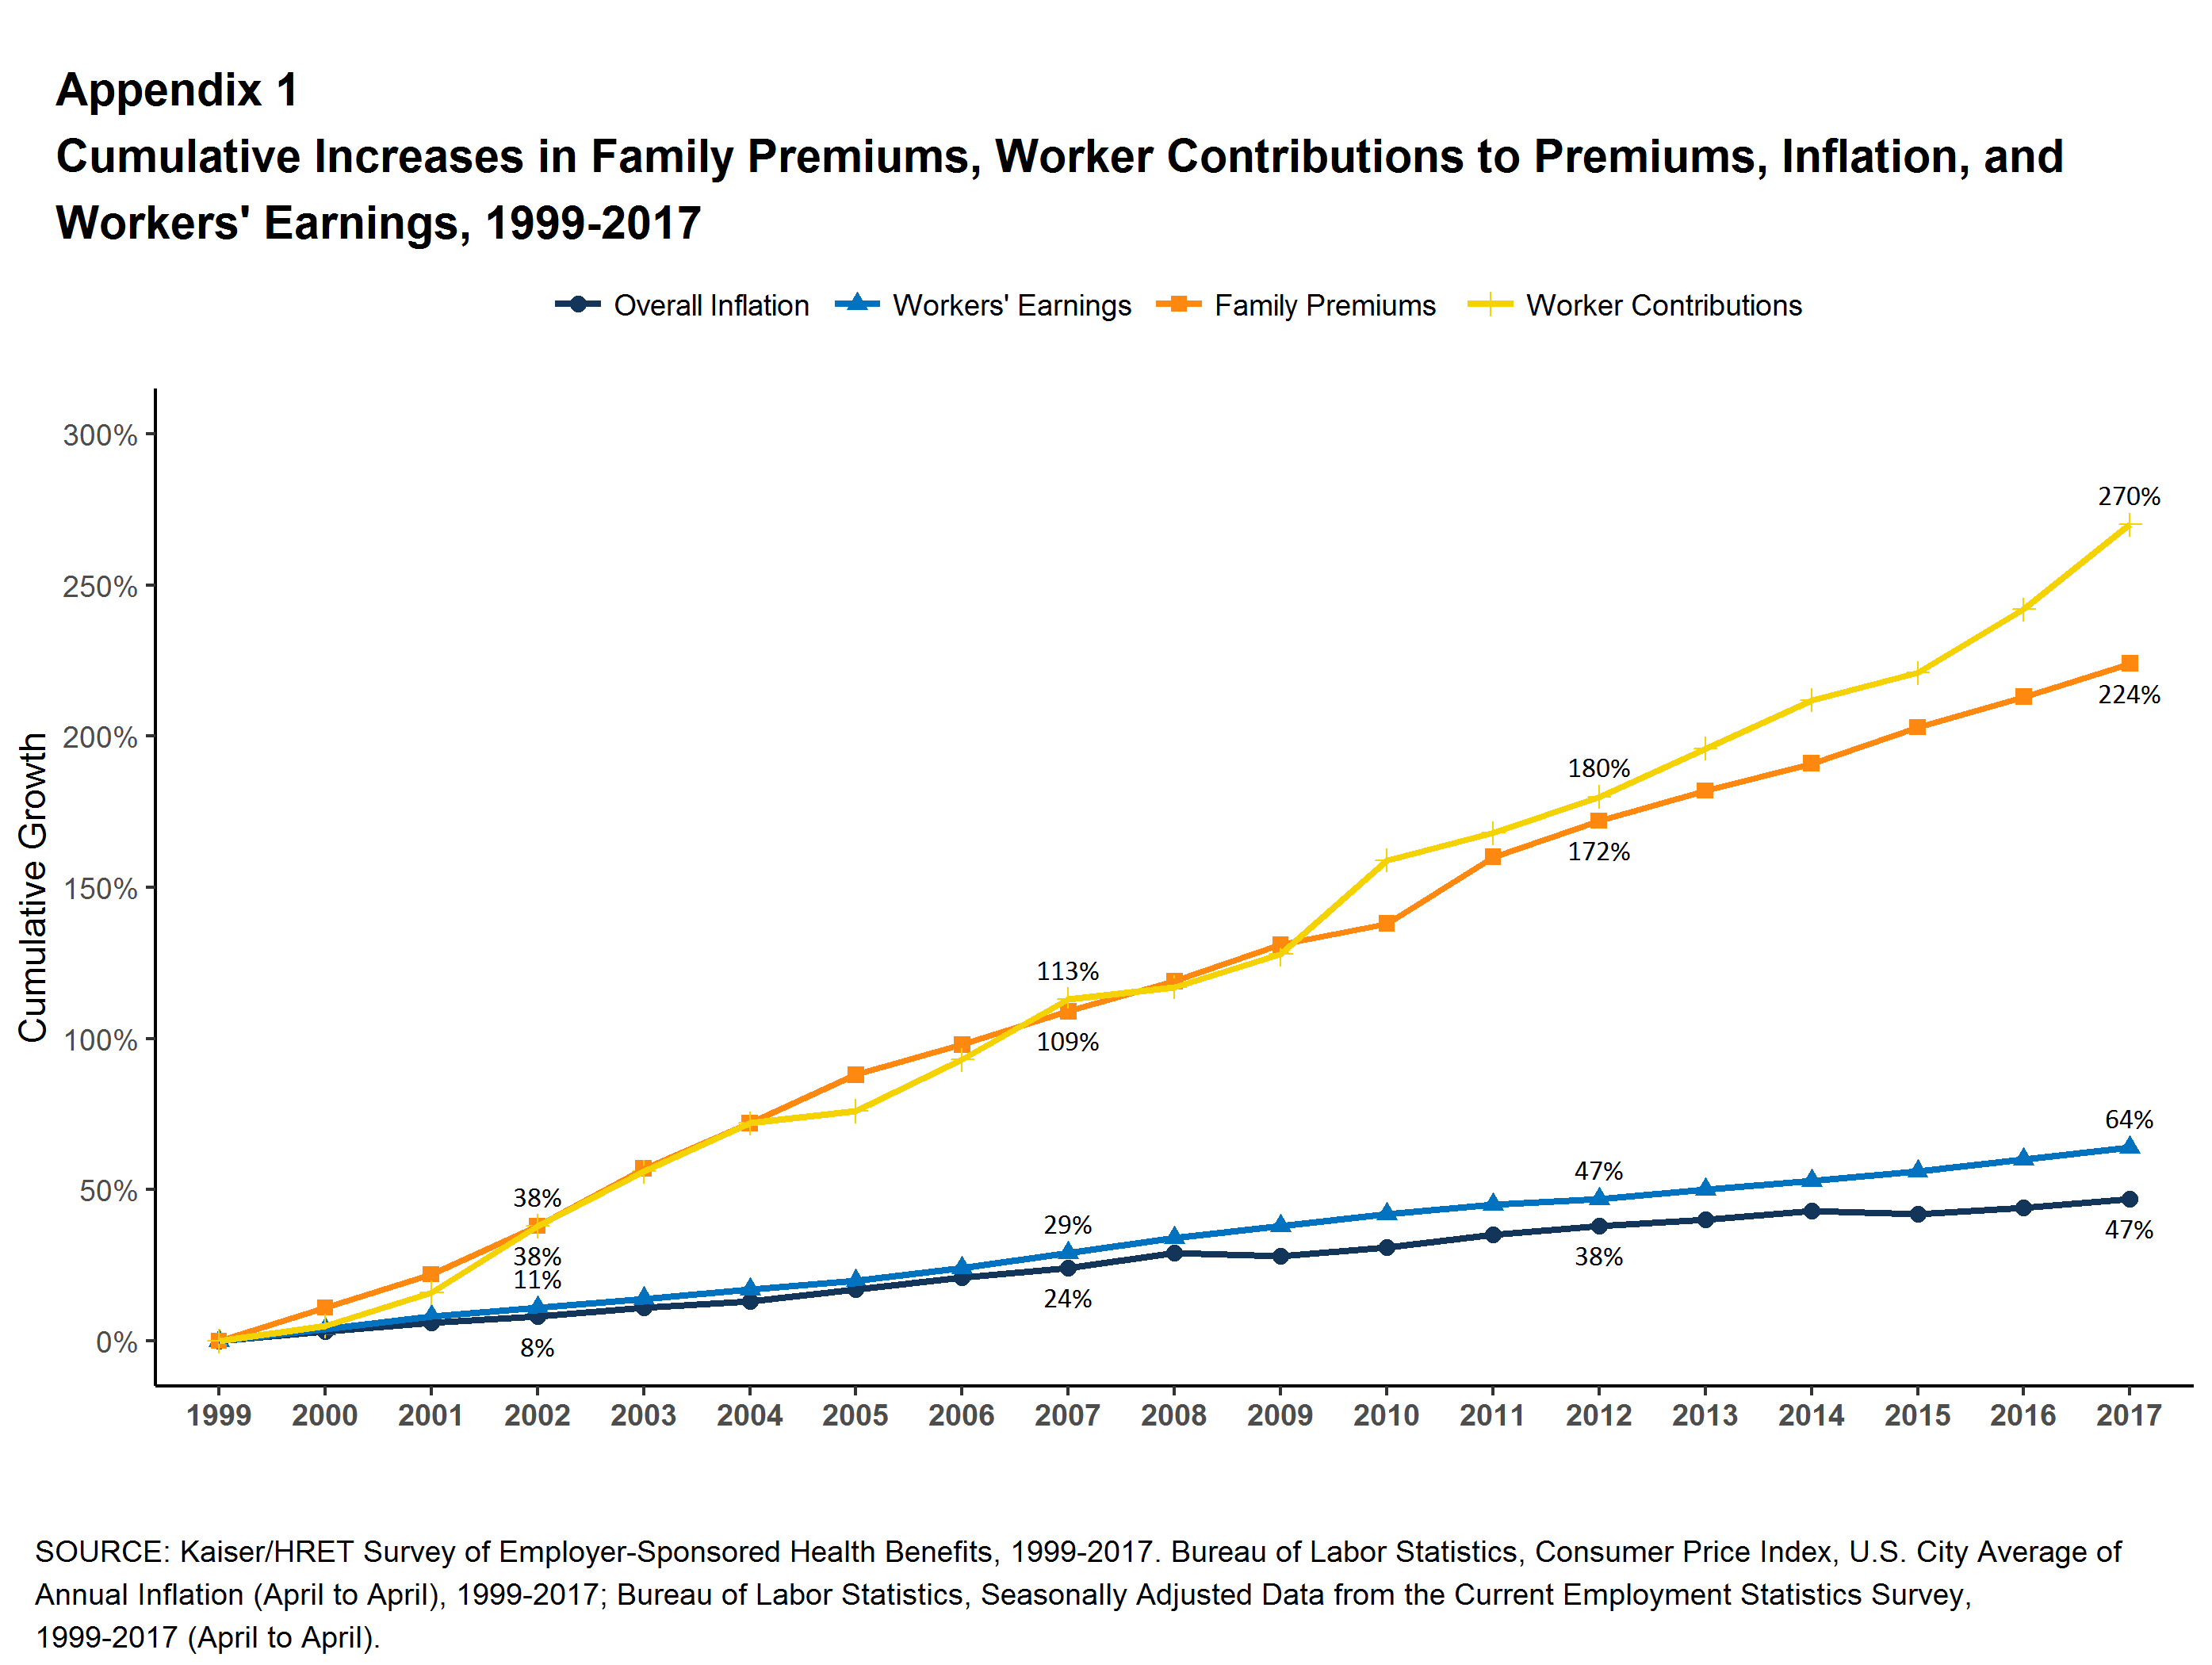 Appendix 1
Cumulative Increases in Family Premiums, Worker Contributions to Premiums, Inflation, and
Workers' Earnings, 1999-2017
Overall Inflation Workers' Earnings Family Premiums Worker Contributions
Cumulative Growth
300%
250%
200%
150%
100%
50%
0%
270%
224%
180%
172%
113%
109%
64%
47%
47%
38%
29%
24%
38%
38%
11%
8%
1999 2000 2001 2002 2003 2004 2005 2006 2007 2008 2009 2010 2011 2012 2013 2014 2015 2016 2017
SOURCE: Kaiser/HRET Survey of Employer-Sponsored Health Benefits, 1999-2017. Bureau of Labor Statistics, Consumer Price Index, U.S. City Average of
Annual Inflation (April to April), 1999-2017; Bureau of Labor Statistics, Seasonally Adjusted Data from the Current Employment Statistics Survey,
1999-2017 (April to April).